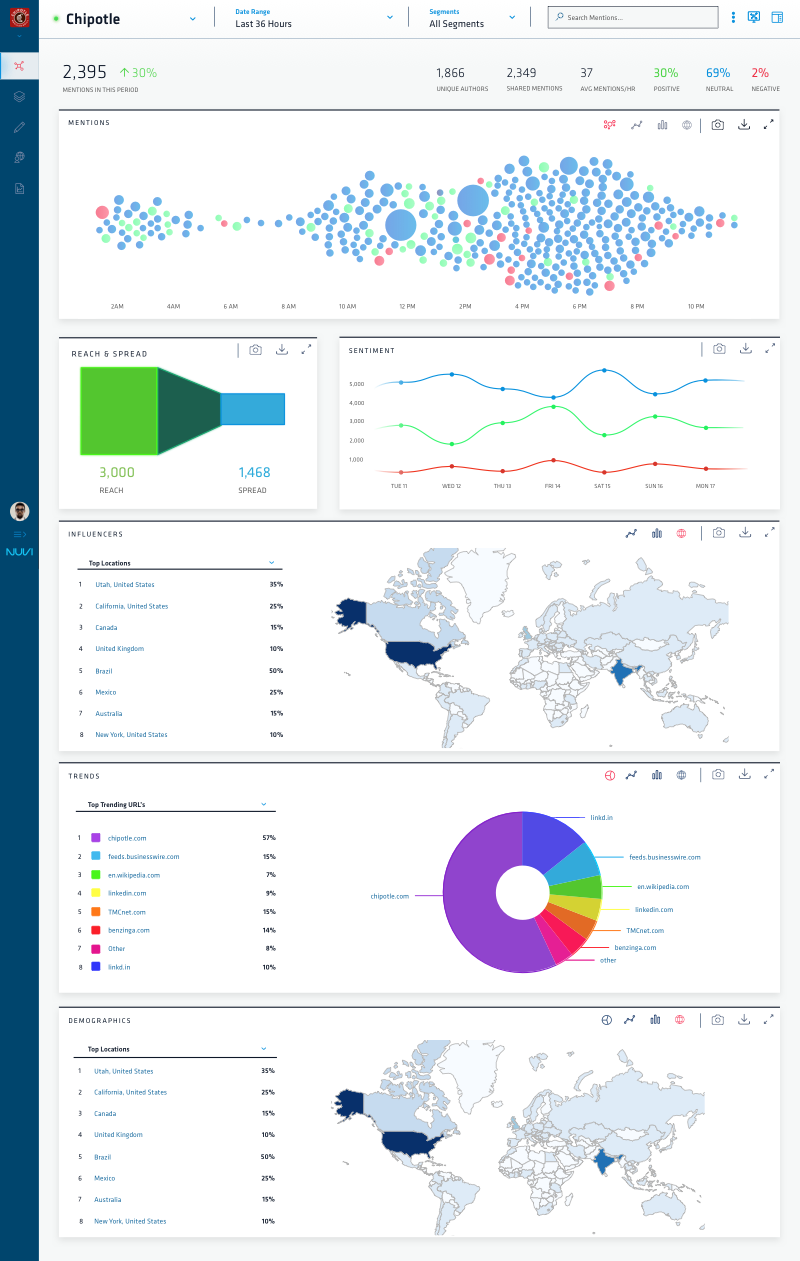 Chipotle
Date Range
Last 36 Hours
Segments
All Segments
Search Mentions...
2,395 30%
MENTIONS IN THIS PERIOD
1,866
UNIQUE AUTHORS
2,349
SHARED MENTIONS
37
AVG MENTIONS/HR
30%
POSITIVE
69%
NEUTRAL
2%
NEGATIVE
MENTIONS
2AM 4AM 6 AM 8 AM 10 AM 12 PM 2PM 4 PM 6 PM 8 PM 10 PM
REACH & SPREAD
3,000
REACH
1,468
SPREAD
SENTIMENT
5,000
4,000
3,000
2,000
1,000
TUE 11 WED 12 THU 13 FRI 14 SAT 15 SUN 16 MON 17
NUVI
INFLUENCERS
Top Locations
1 Utah, United States 35%
2 California, United States 25%
3 Canada 15%
4 United Kingdom 10%
5 Brazil 50%
6 Mexico 25%
7 Australia 15%
8 New York, United States 10%
TRENDS
Top Trending URL's
1 chipotle.com 57%
2 feeds.businesswire.com 15%
3 en.wikipedia.com 7%
4 linkedin.com 9%
5 TMCnet.com 15%
6 benzinga.com 14%
7 Other 8%
8 linkd.in 10%
linkd.in
feeds.businesswire.com
en.wikipedia.com
chipotle.com
linkedin.com
TMCnet.com
benzinga.com
other
DEMOGRAPHICS
Top Locations
1 Utah, United States 35%
2 California, United States 25%
3 Canada 15%
4 United Kingdom 10%
5 Brazil 50%
6 Mexico 25%
7 Australia 15%
8 New York, United States 10%